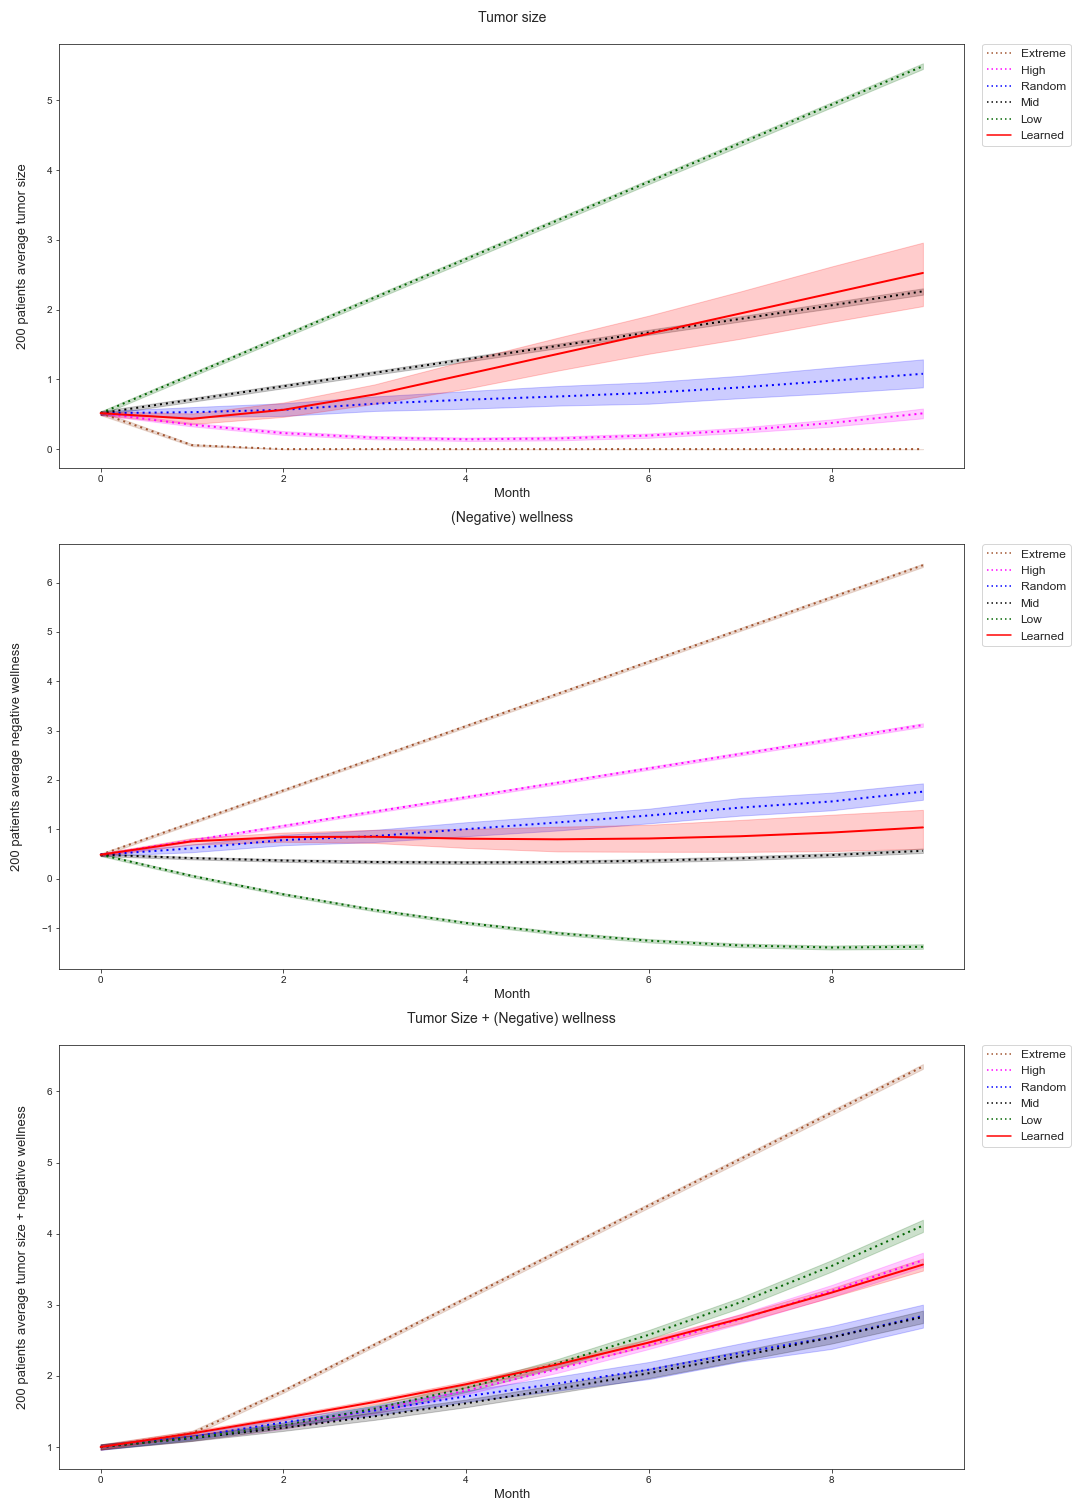 Tumor size
200 patients average tumor size
5
4
3
2
1
0
0 2 4 6 8
Month
Extreme
High
Random
Mid
Low
Learned
(Negative) wellness
200 patients average negative wellness
6
5
4
3
2
1
0
−1
0 2 4 6 8
Month
Extreme
High
Random
Mid
Low
Learned
Tumor Size + (Negative) wellness
200 patients average tumor size + negative wellness
6
5
4
3
2
1
0 2 4 6 8
Month
Extreme
High
Random
Mid
Low
Learned